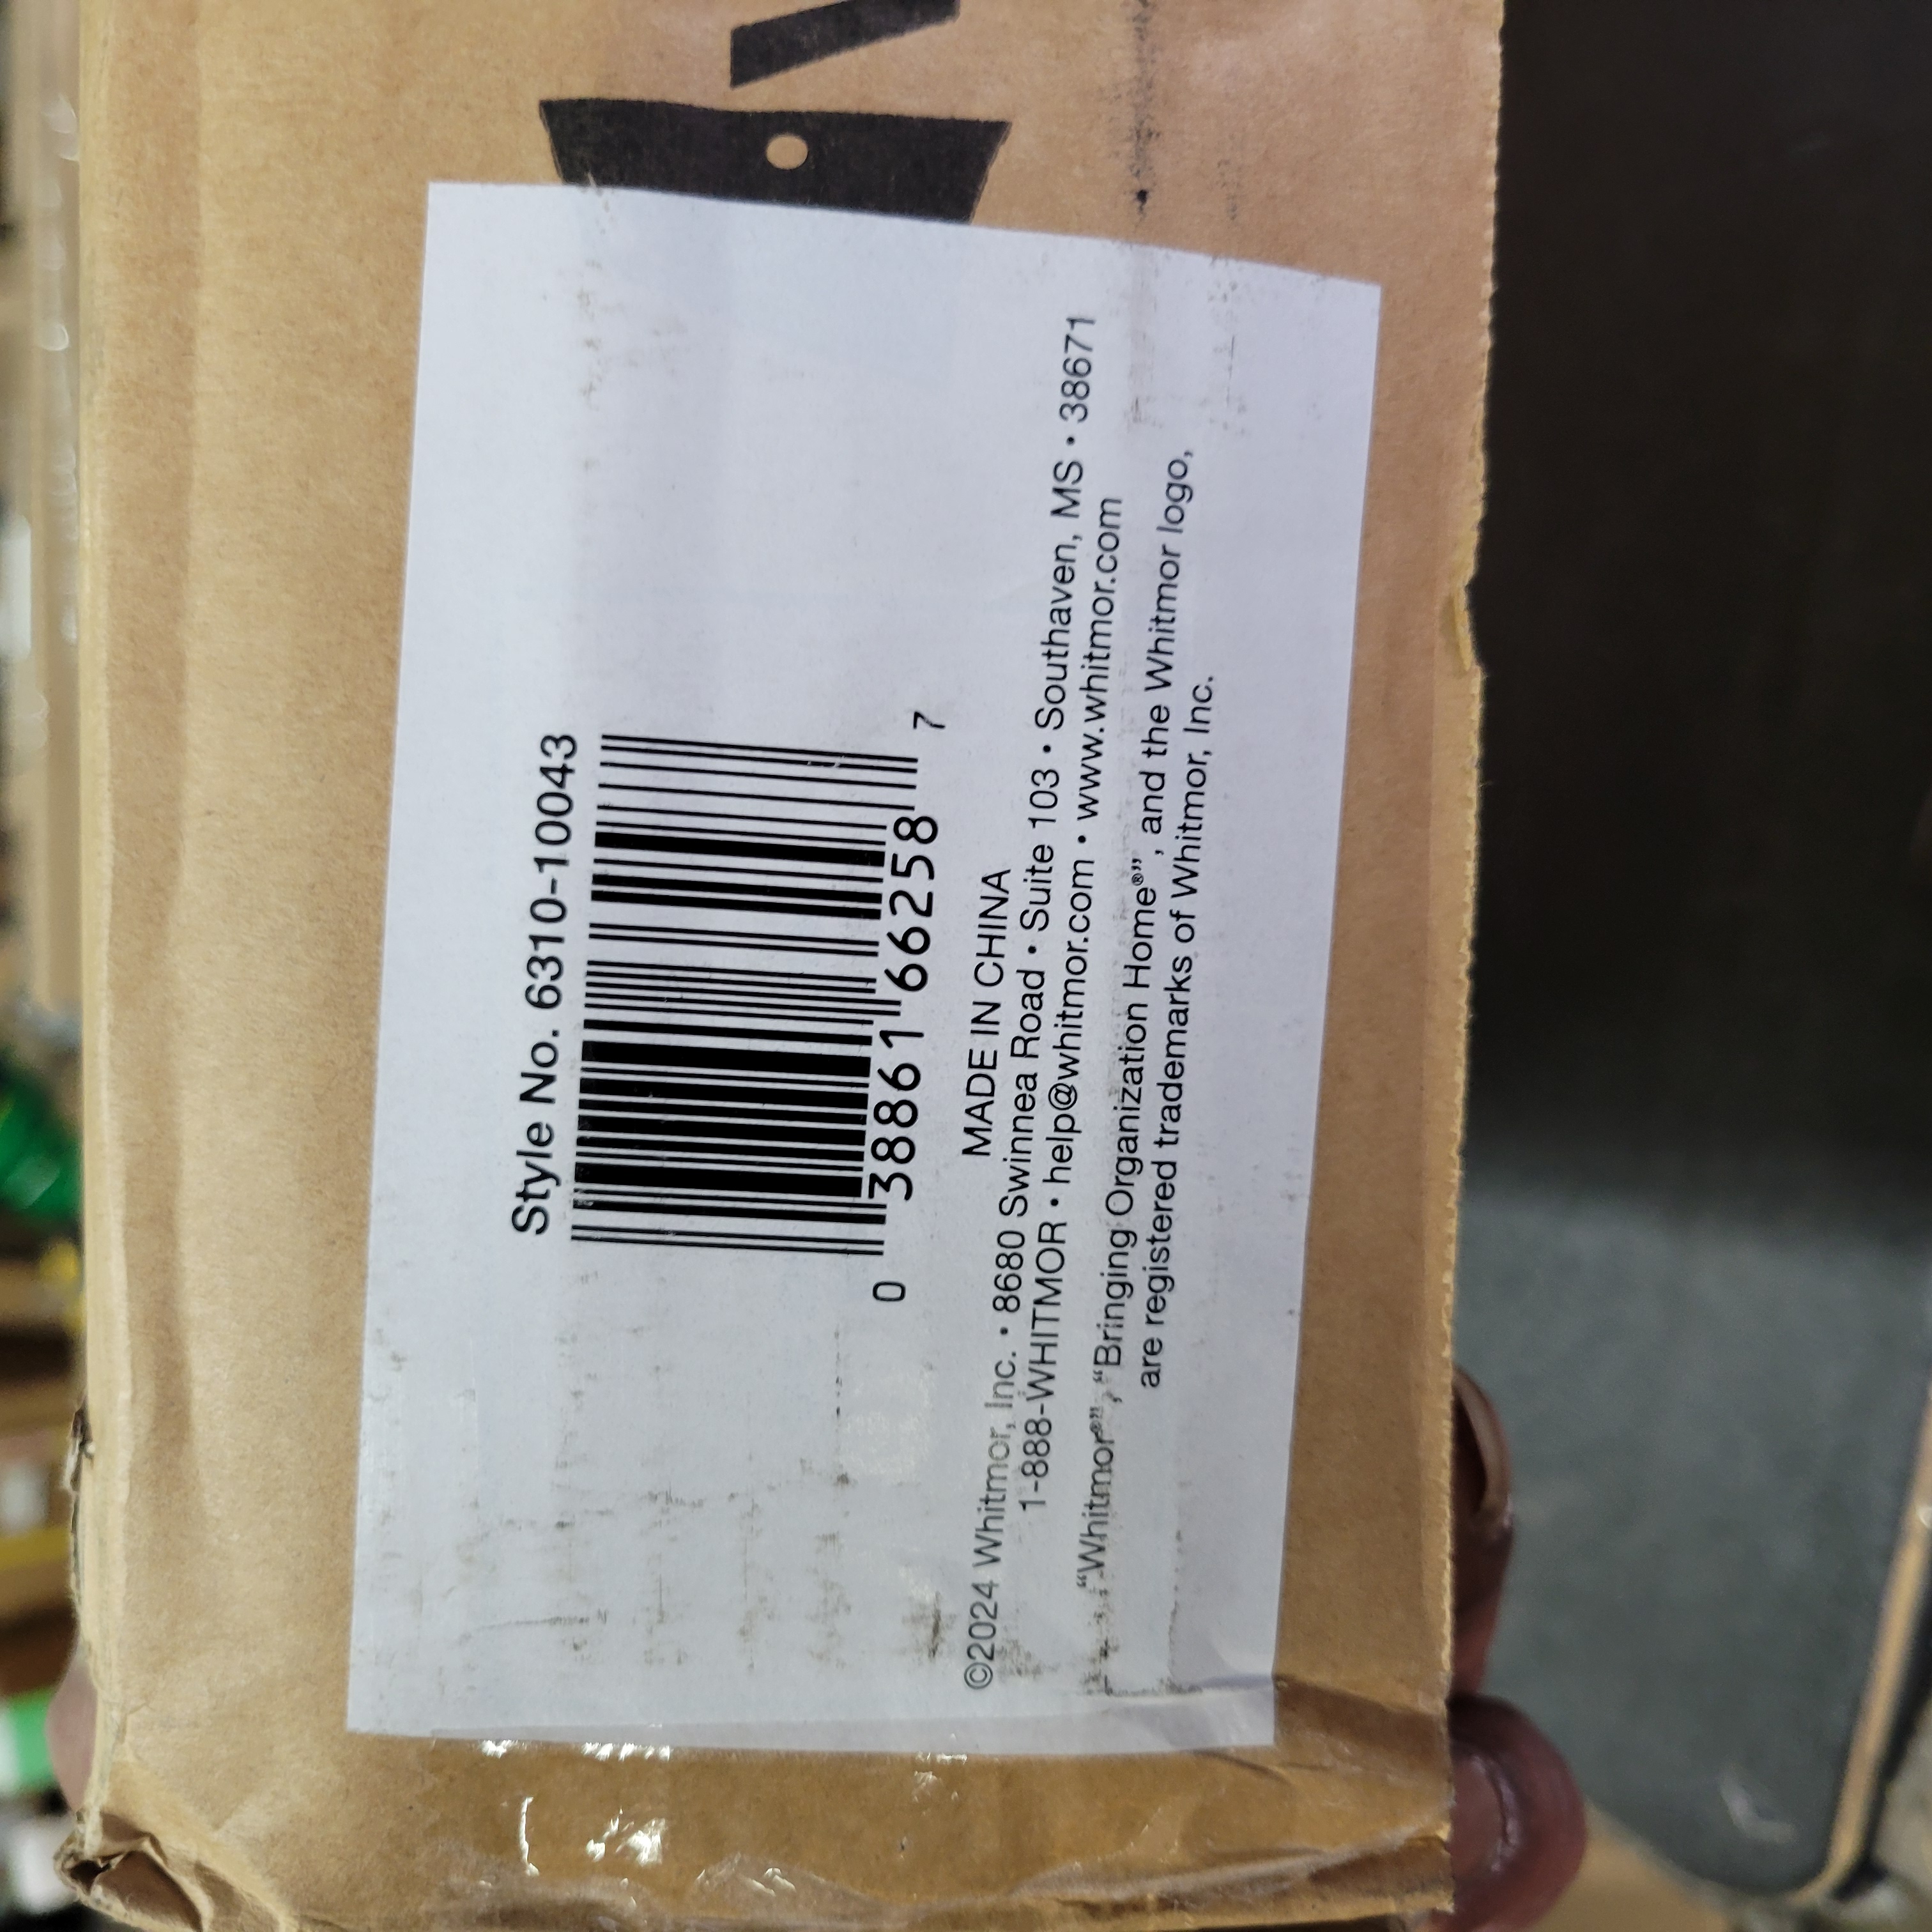 Style No. 6310-10043
0 38861 66258 7
MADE IN CHINA
©2024 Whitmor, Inc. • 8680 Swinnea Road • Suite 103 • Southaven, MS • 38671
1-888-WHITMOR • help@whitmor.com • www.whitmor.com
“Whitmor®”, “Bringing Organization Home®”, and the Whitmor logo,
are registered trademarks of Whitmor, Inc.